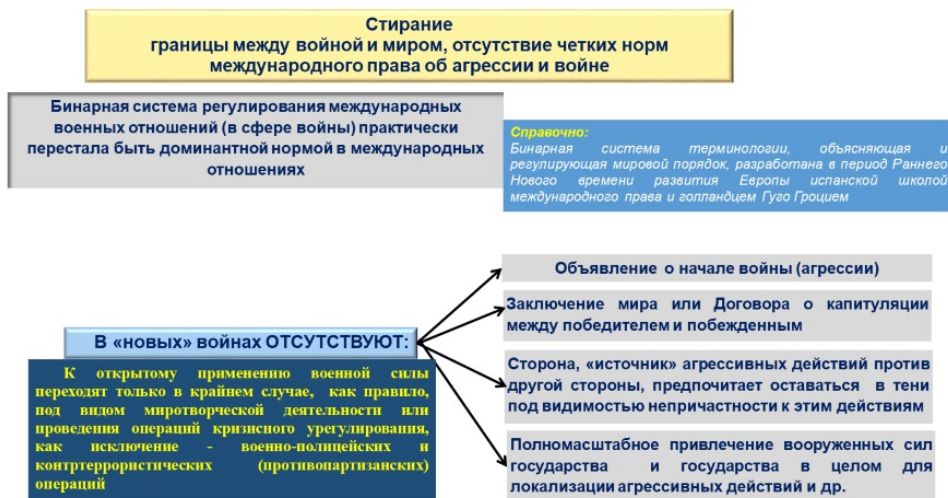 Стирание
границы между войной и миром, отсутствие четких норм
международного права об агрессии и войне
Бинарная система регулирования международных
военных отношений (в сфере войны) практически
перестала быть доминантной нормой в международных
отношениях
Справочно:
Бинарная система терминологии, объясняющая и
регулирующая мировой порядок, разработана в период Раннего
Нового времени развития Европы испанской школой
международного права и голландцем Гуго Гроцием
В «новых» войнах ОТСУТСТВУЮТ:
К открытому применению военной силы
переходят только в крайнем случае, как правило,
под видом миротворческой деятельности или
проведения операций кризисного урегулирования,
как исключение - военно-полицейских и
контртеррористических (противопартизанских)
операций
Объявление о начале войны (агрессии)
Заключение мира или Договора о капитуляции
между победителем и побежденным
Сторона, «источник» агрессивных действий против
другой стороны, предпочитает оставаться в тени
под видимостью непричастности к этим действиям
Полномасштабное привлечение вооруженных сил
государства и государства в целом для
локализации агрессивных действий и др.